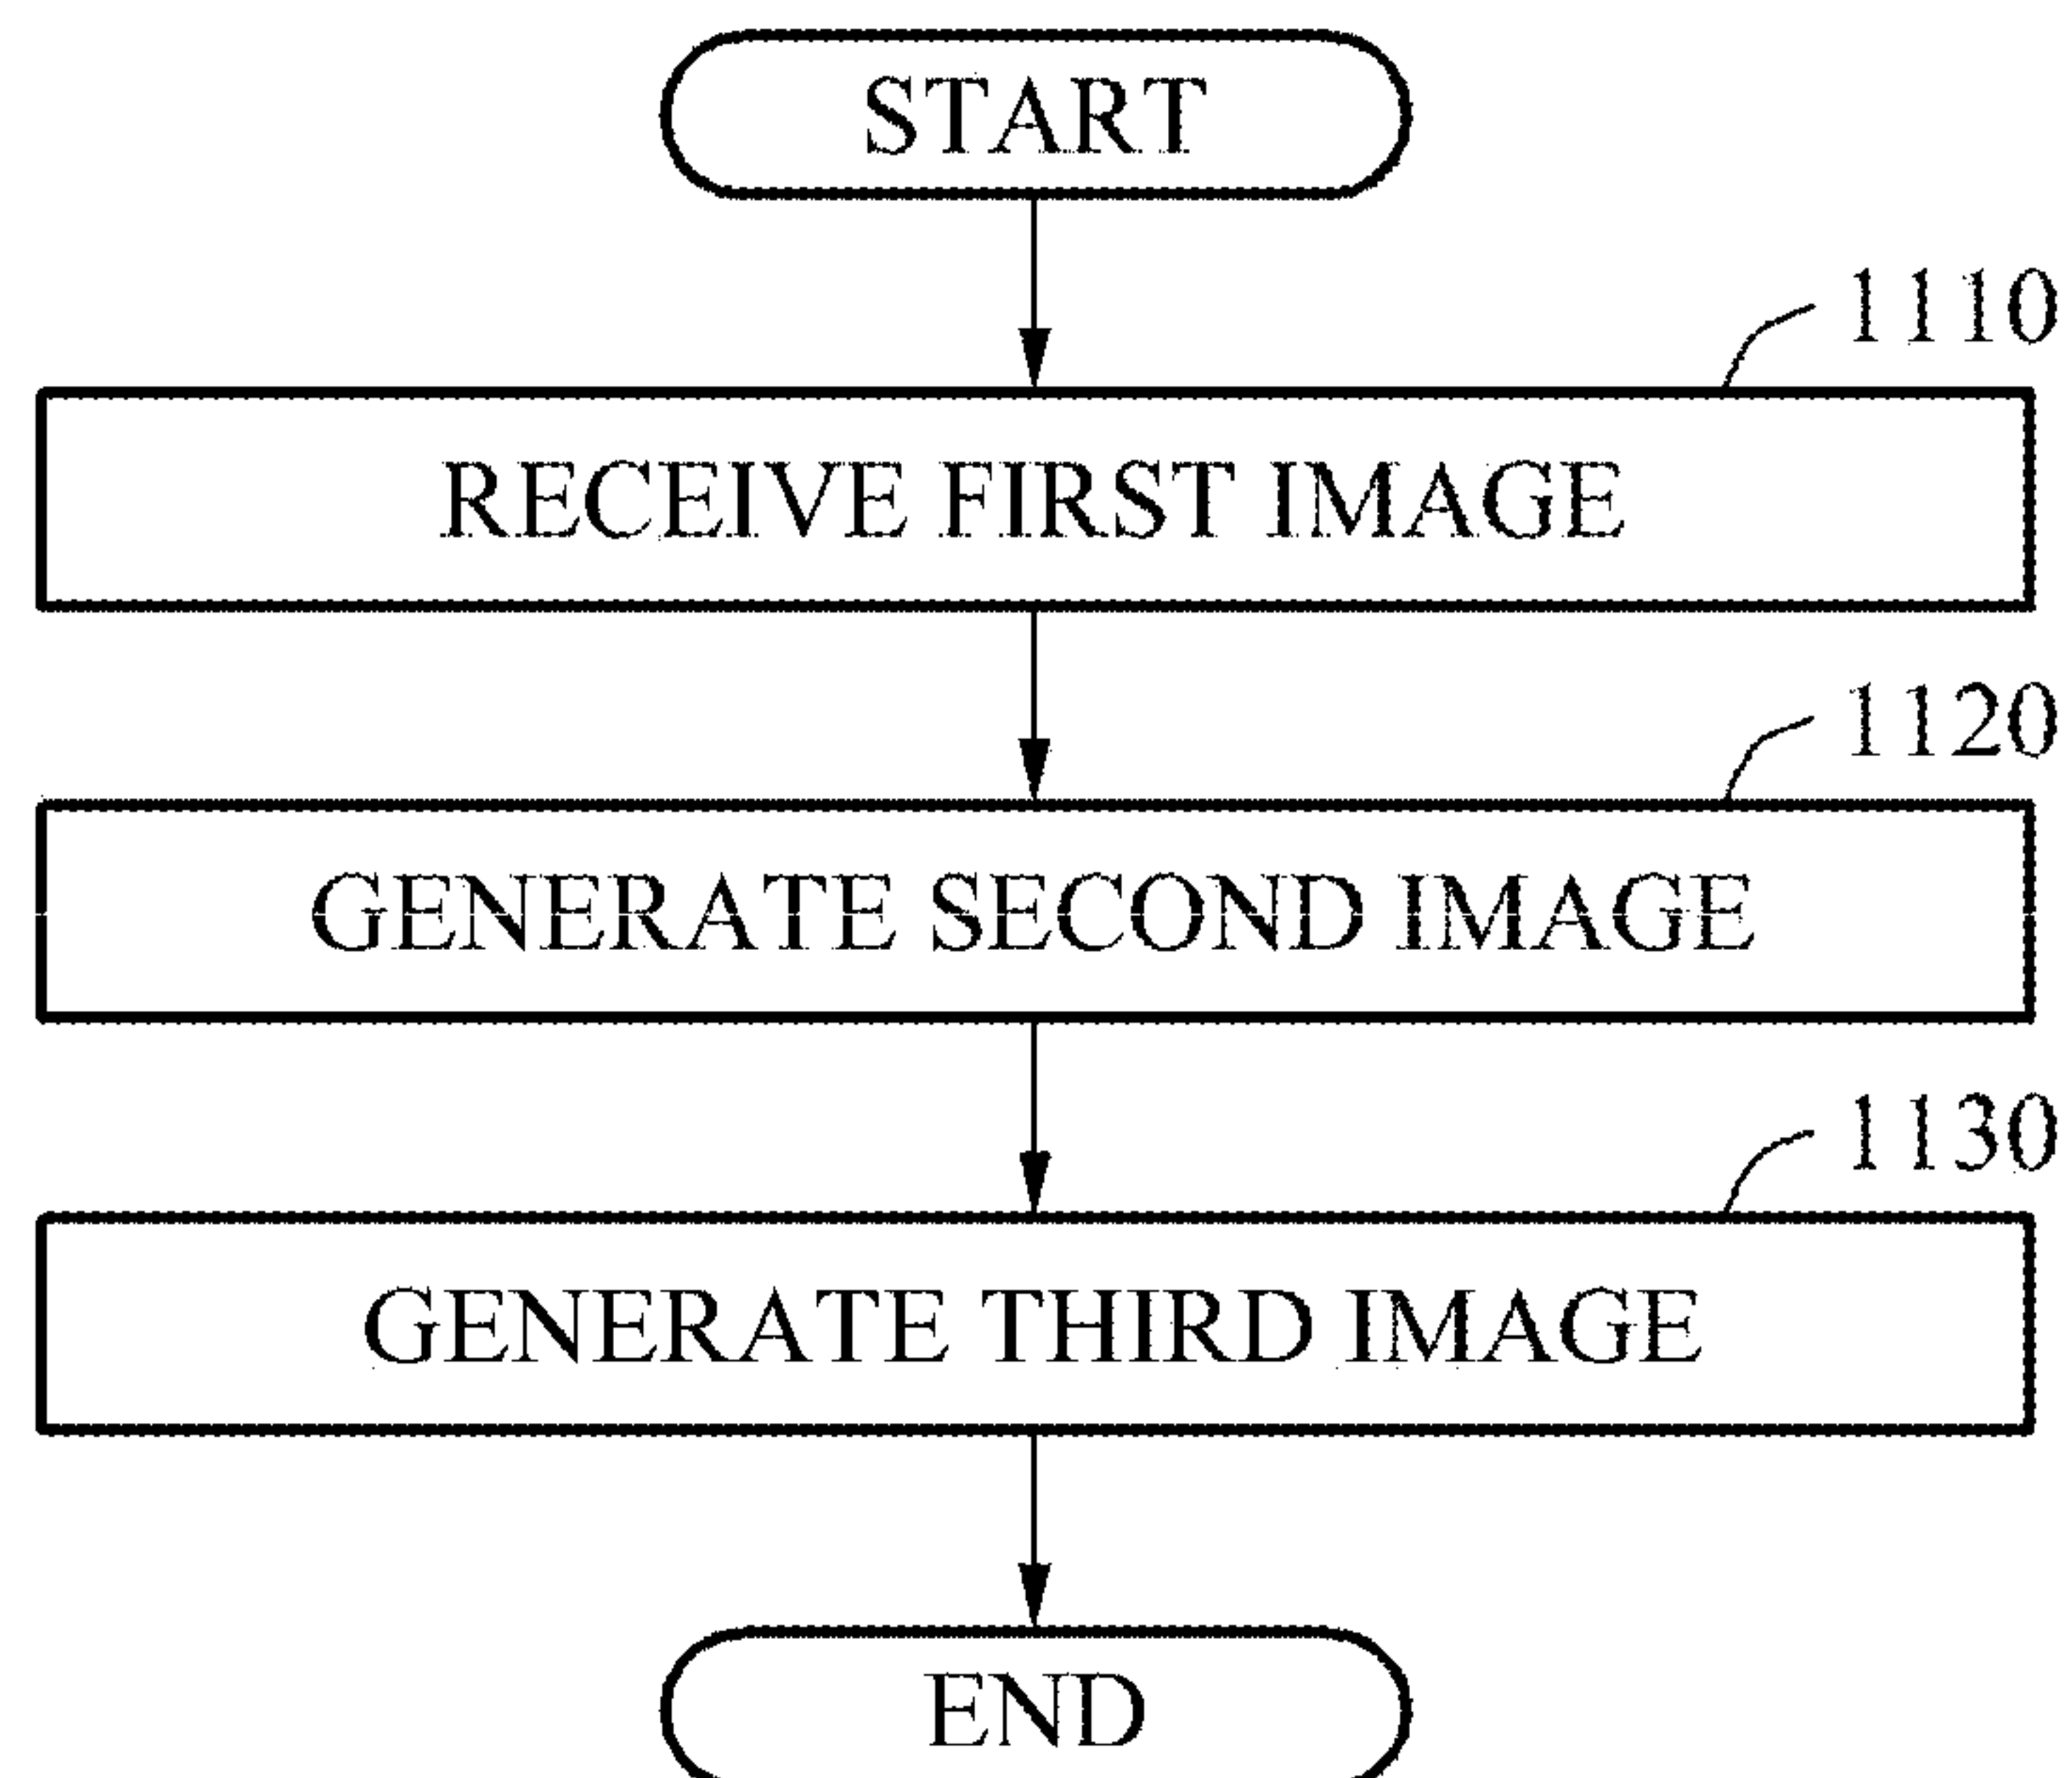 START
1110
RECEIVE FIRST IMAGE
1120
GENERATE SECOND IMAGE
1130
GENERATE THIRD IMAGE
END